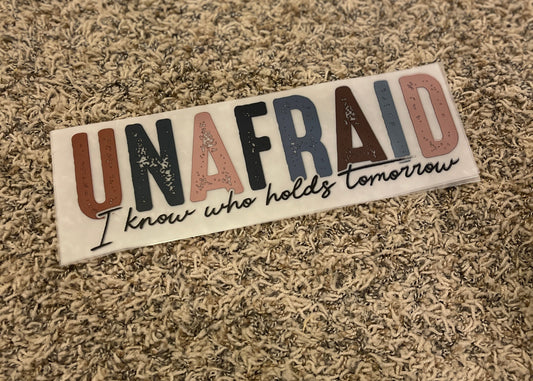 UNAFRAID
I know who holds tomorrow